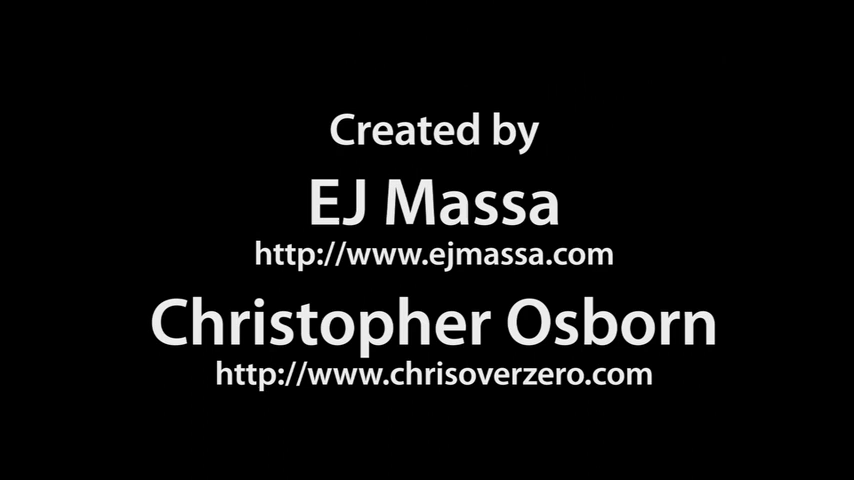 Created by
EJ Massa
http://www.ejmassa.com
Christopher Osborn
http://www.chrisoverzero.com